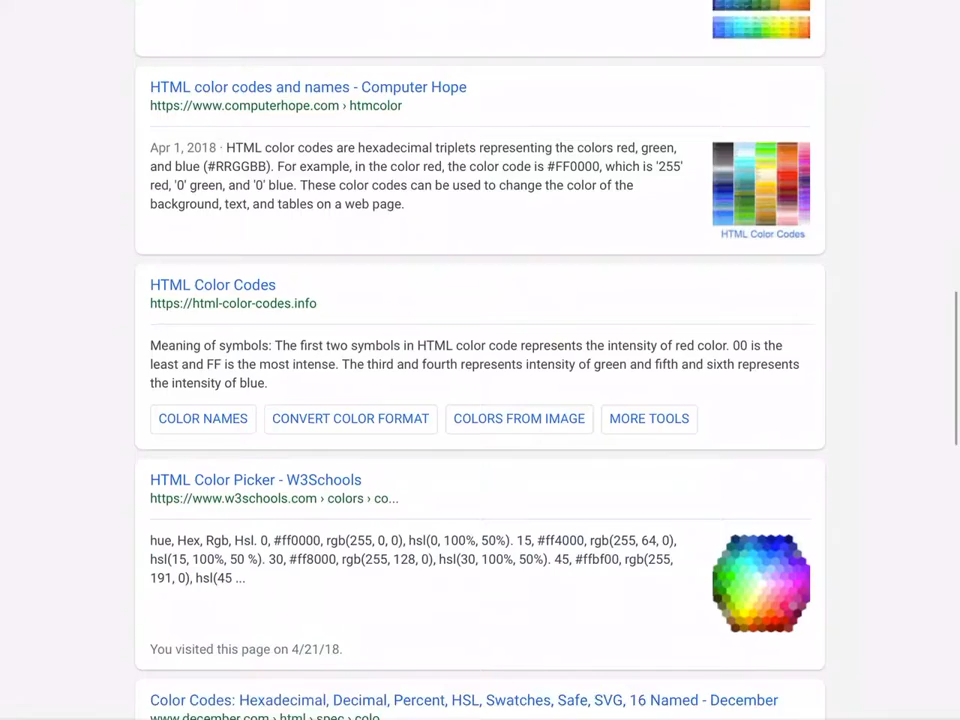 HTML color codes and names - Computer Hope
https://www.computerhope.com › htmcolor
Apr 1, 2018 · HTML color codes are hexadecimal triplets representing the colors red, green,
and blue (#RRGGBB). For example, in the color red, the color code is #FF0000, which is '255'
red, '0' green, and '0' blue. These color codes can be used to change the color of the
background, text, and tables on a web page.
HTML Color Codes
HTML Color Codes
https://html-color-codes.info
Meaning of symbols: The first two symbols in HTML color code represents the intensity of red color. 00 is the
least and FF is the most intense. The third and fourth represents intensity of green and fifth and sixth represents
the intensity of blue.
COLOR NAMES CONVERT COLOR FORMAT COLORS FROM IMAGE MORE TOOLS
HTML Color Picker - W3Schools
https://www.w3schools.com › colors › co...
hue, Hex, Rgb, Hsl. 0, #ff0000, rgb(255, 0, 0), hsl(0, 100%, 50%). 15, #ff4000, rgb(255, 64, 0),
hsl(15, 100%, 50 %). 30, #ff8000, rgb(255, 128, 0), hsl(30, 100%, 50%). 45, #ffbf00, rgb(255,
191, 0), hsl(45 ...
You visited this page on 4/21/18.
Color Codes: Hexadecimal, Decimal, Percent, HSL, Swatches, Safe, SVG, 16 Named - December
www.december.com › html › spec › colo